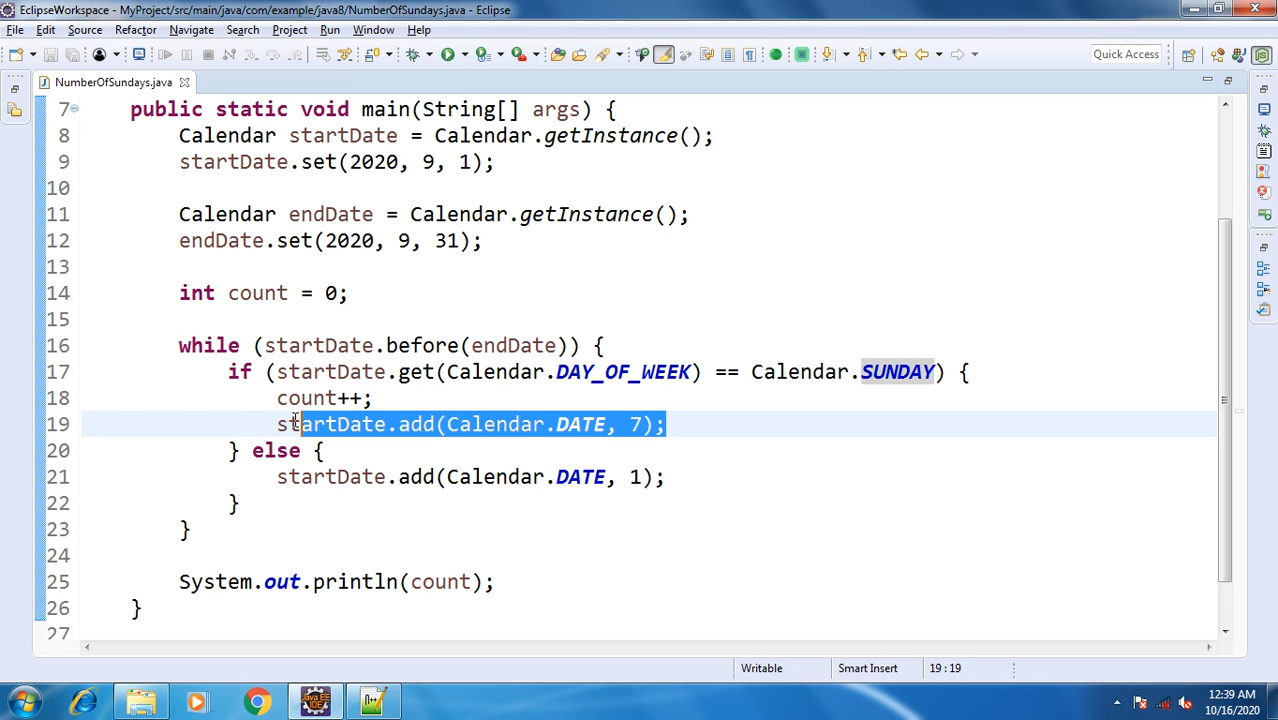 EclipseWorkspace - MyProject/src/main/java/com/example/java8/NumberOfSundays.java - Eclipse
File Edit Source Refactor Navigate Search Project Run Window Help
Quick Access
NumberOfSundays.java
7 public static void main(String[] args) {
8 Calendar startDate = Calendar.getInstance();
9 startDate.set(2020, 9, 1);
10
11 Calendar endDate = Calendar.getInstance();
12 endDate.set(2020, 9, 31);
13
14 int count = 0;
15
16 while (startDate.before(endDate)) {
17 if (startDate.get(Calendar.DAY_OF_WEEK) == Calendar.SUNDAY) {
18 count++;
19 startDate.add(Calendar.DATE, 7);
20 } else {
21 startDate.add(Calendar.DATE, 1);
22 }
23 }
24
25 System.out.println(count);
26 }
27
Writable Smart Insert 19 : 19
Java EE
IDE
12:39 AM
10/16/2020